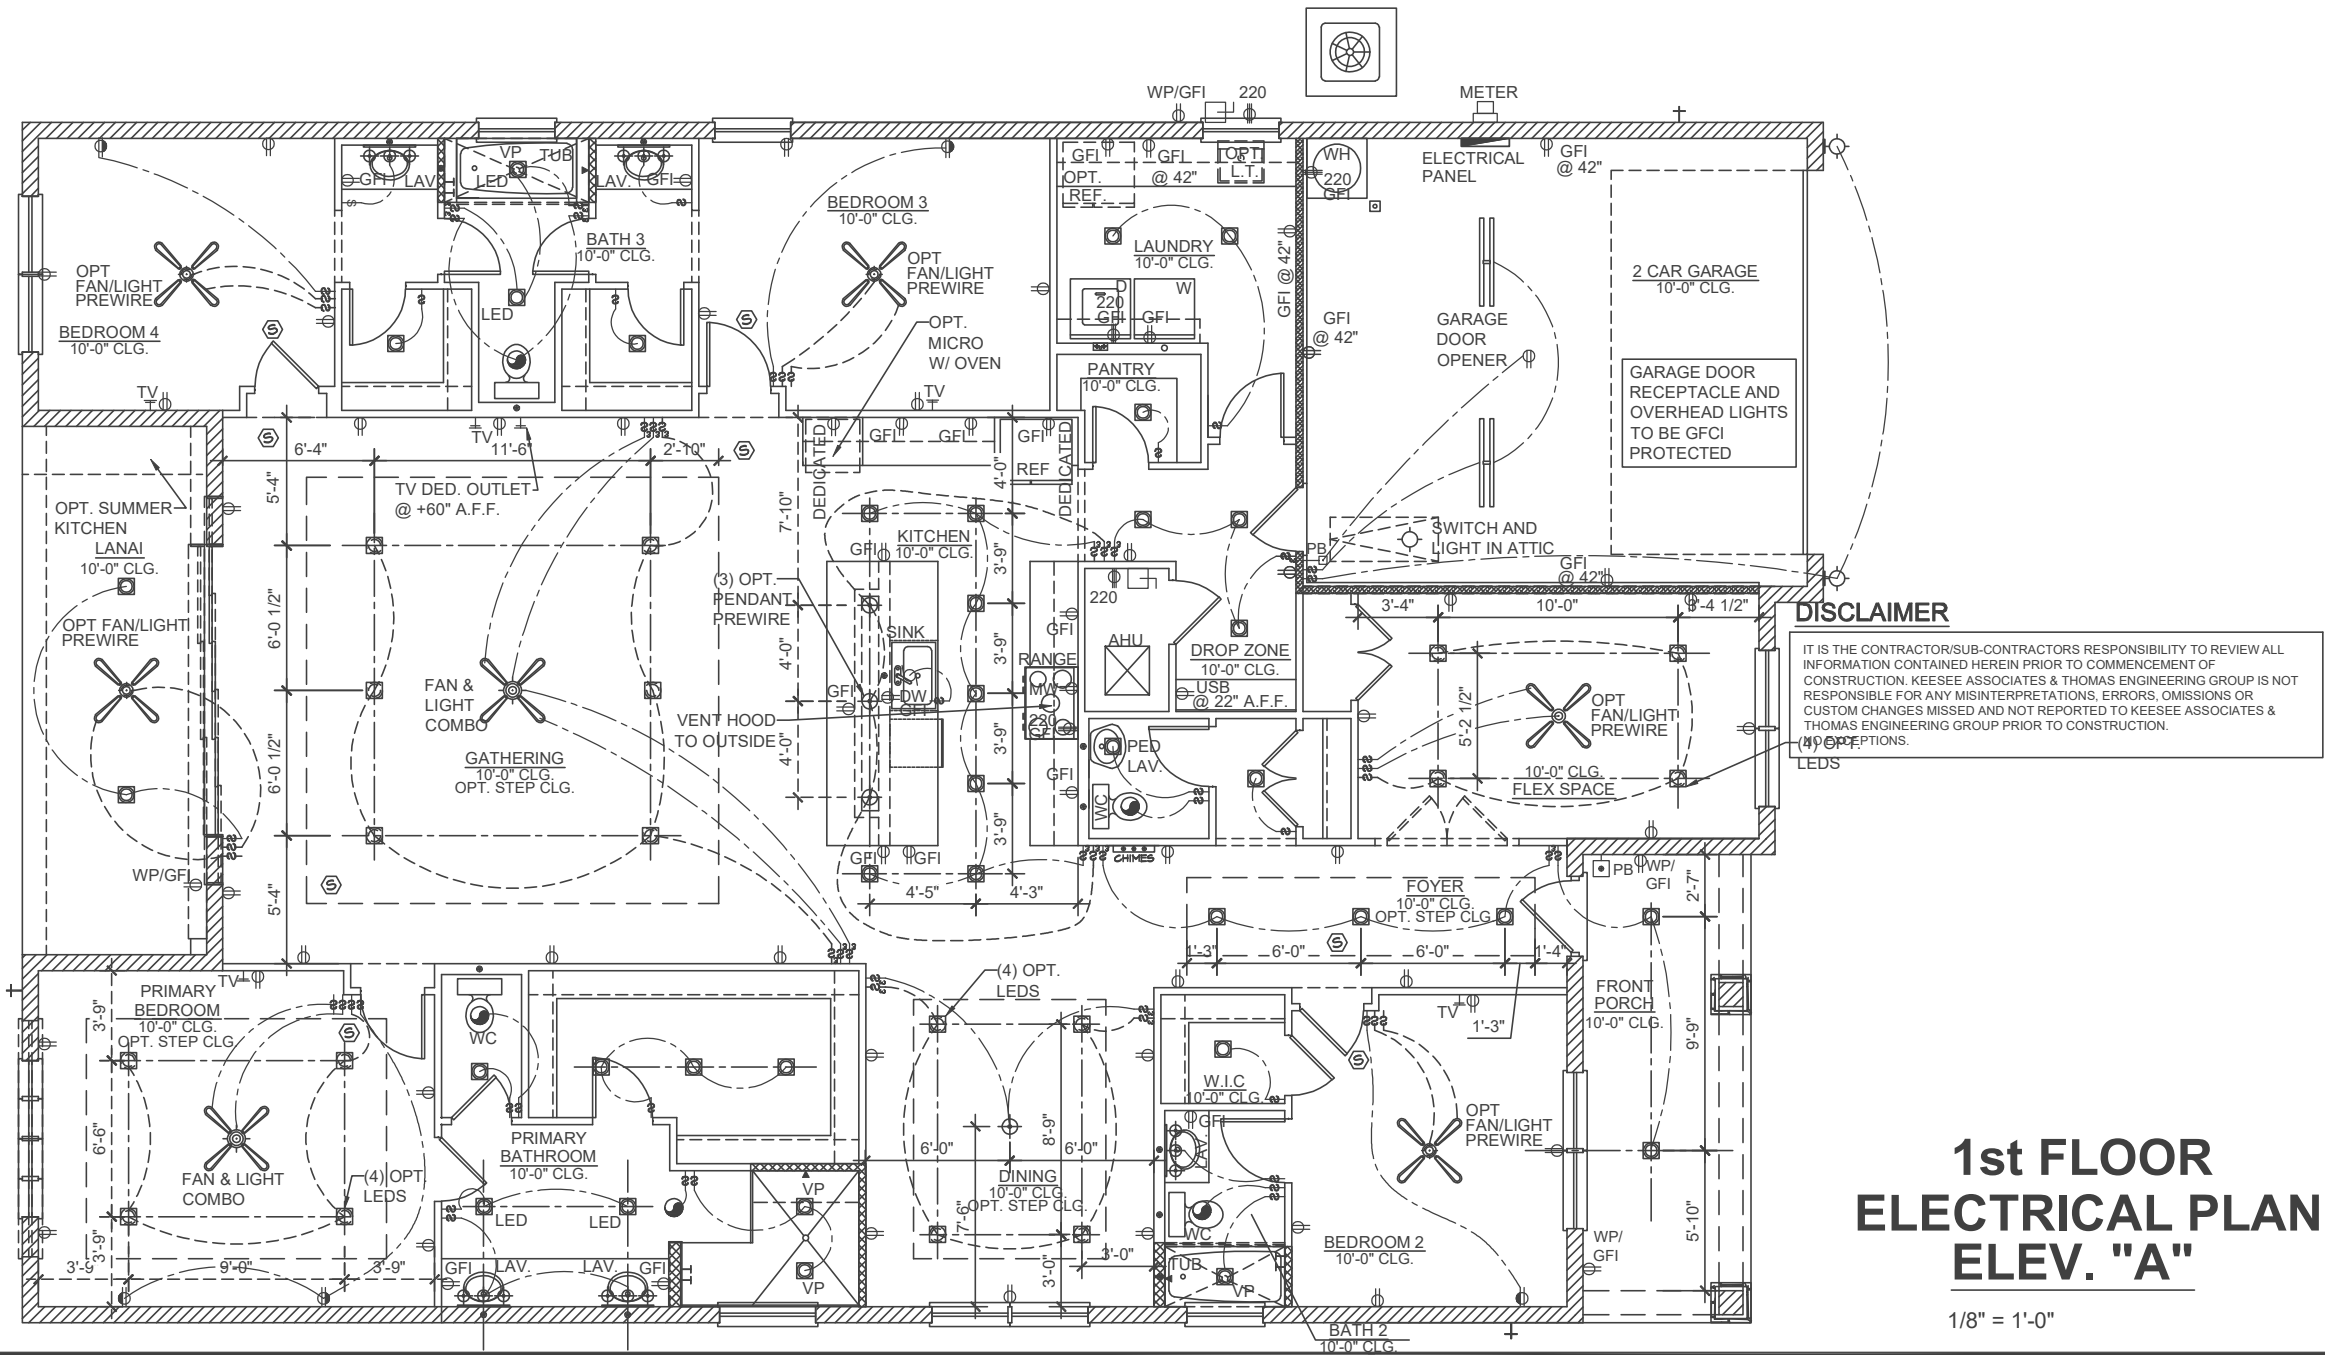 WP/GFI
220
METER
OPT
FAN/LIGHT
PREWIRE
BEDROOM 4
10'-0" CLG.
TV
GFI
LAV.
VP
TUB
LED
LAV.
GFI
BATH 3
10'-0" CLG.
LED
BEDROOM 3
10'-0" CLG.
OPT
FAN/LIGHT
PREWIRE
TV
OPT.
MICRO
W/ OVEN
GFI
OPT.
REF.
GFI
@ 42"
OPT.
L.T.
LAUNDRY
10'-0" CLG.
D
220
W
GFI
GFI
GFI @ 42"
PANTRY
10'-0" CLG.
WH
220
GFI
ELECTRICAL
PANEL
GFI
@ 42"
GFI
@ 42"
GARAGE
DOOR
OPENER
2 CAR GARAGE
10'-0" CLG.
GARAGE DOOR
RECEPTACLE AND
OVERHEAD LIGHTS
TO BE GFCI
PROTECTED
SWITCH AND
LIGHT IN ATTIC
PB
GFI
@ 42"
OPT. SUMMER
KITCHEN
LANAI
10'-0" CLG.
OPT FAN/LIGHT
PREWIRE
WP/GFI
6'-4"
11'-6"
2'-10"
TV
TV DED. OUTLET
@ +60" A.F.F.
5'-4"
6'-0 1/2"
6'-0 1/2"
5'-4"
FAN &
LIGHT
COMBO
GATHERING
10'-0" CLG.
OPT. STEP CLG.
DEDICATED
GFI
GFI
GFI
REF
DEDICATED
7'-10"
4'-0"
4'-0"
4'-0"
KITCHEN
10'-0" CLG.
GFI
(3) OPT.
PENDANT
PREWIRE
SINK
DW
GFI
GFI
VENT HOOD
TO OUTSIDE
3'-9"
3'-9"
3'-9"
3'-9"
GFI
RANGE
MW
220
GFI
GFI
GFI
GFI
4'-5"
4'-3"
220
AHU
DROP ZONE
10'-0" CLG.
USB
@ 22" A.F.F.
PED
LAV.
WC
CHIMES
3'-4"
10'-0"
3'-4 1/2"
5'-2 1/2"
OPT
FAN/LIGHT
PREWIRE
10'-0" CLG.
FLEX SPACE
(4) OPT.
LEDS
DISCLAIMER
IT IS THE CONTRACTOR/SUB-CONTRACTORS RESPONSIBILITY TO REVIEW ALL
INFORMATION CONTAINED HEREIN PRIOR TO COMMENCEMENT OF
CONSTRUCTION. KEESEE ASSOCIATES & THOMAS ENGINEERING GROUP IS NOT
RESPONSIBLE FOR ANY MISINTERPRETATIONS, ERRORS, OMISSIONS OR
CUSTOM CHANGES MISSED AND NOT REPORTED TO KEESEE ASSOCIATES &
THOMAS ENGINEERING GROUP PRIOR TO CONSTRUCTION.
NO EXCEPTIONS.
FOYER
10'-0" CLG.
OPT. STEP CLG
1'-3"
6'-0"
6'-0"
1'-4"
PB
WP/
GFI
2'-7"
FRONT
PORCH
10'-0" CLG.
9'-9"
5'-10"
WP/
GFI
TV
PRIMARY
BEDROOM
10'-0" CLG.
OPT. STEP CLG
3'-9"
6'-6"
3'-9"
FAN & LIGHT
COMBO
(4) OPT.
LEDS
3'-9
9'-0"
3'-9"
WC
PRIMARY
BATHROOM
10'-0" CLG.
LED
LED
GFI
LAV.
LAV.
GFI
VP
VP
(4) OPT.
LEDS
6'-0"
8'-9"
6'-0"
DINING
10'-0" CLG.
OPT. STEP CLG.
7'-6"
3'-0"
3'-0"
W.I.C
10'-0" CLG.
GFI
LAV.
WC
TUB
VP
BATH 2
10'-0" CLG.
TV
1'-3"
OPT
FAN/LIGHT
PREWIRE
BEDROOM 2
10'-0" CLG.
1st FLOOR
ELECTRICAL PLAN
ELEV. "A"
1/8" = 1'-0"